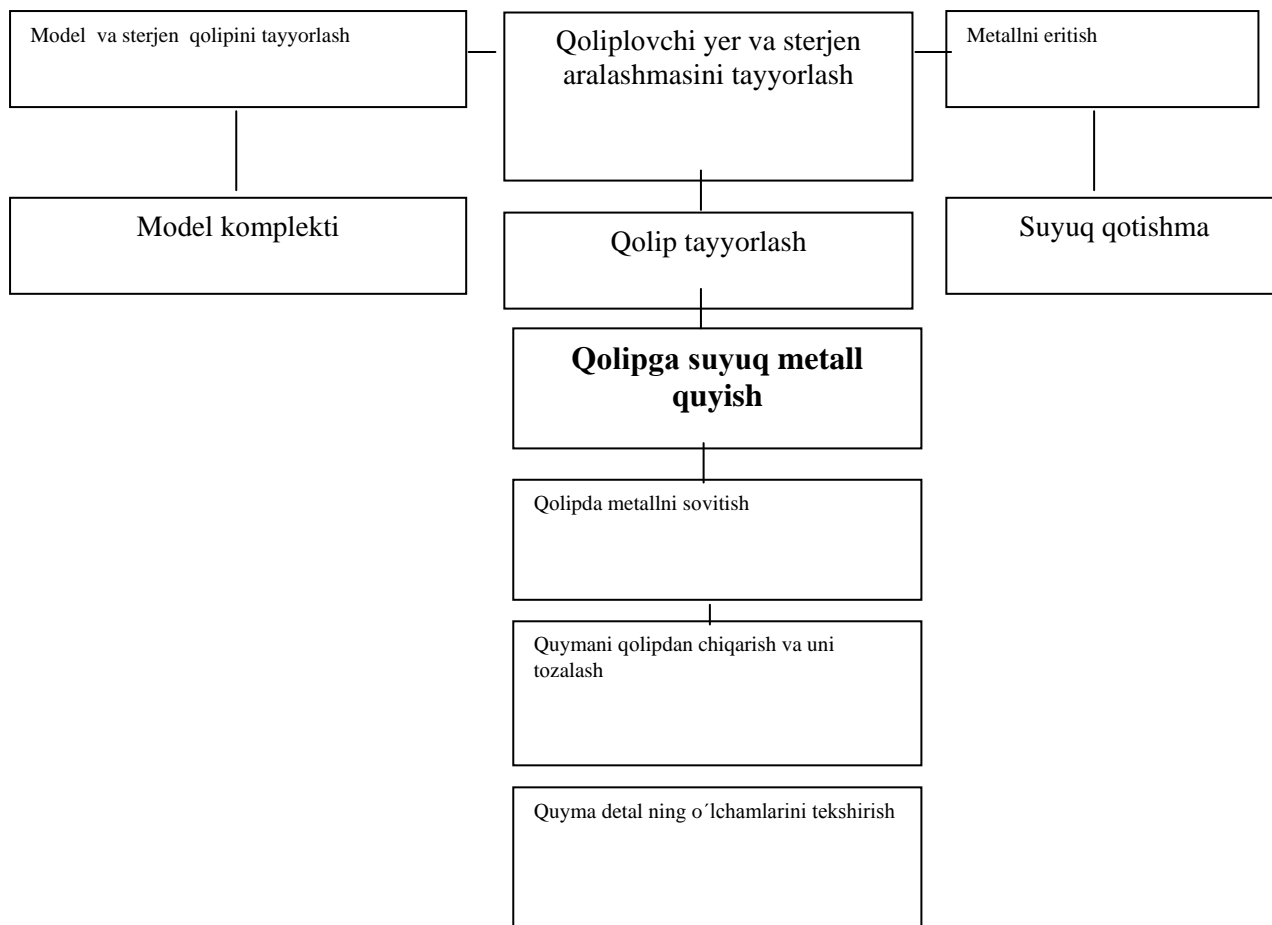 Model va sterjen qolipini tayyorlash
Qoliplovchi yer va sterjen
aralashmasini tayyorlash
Metallni eritish
Model komplekti
Qolip tayyorlash
Suyuq qotishma
Qolipga suyuq metall
quyish
Qolipda metallni sovitish
Quymani qolipdan chiqarish va uni
tozalash
Quyma detal ning o´lchamlarini tekshirish